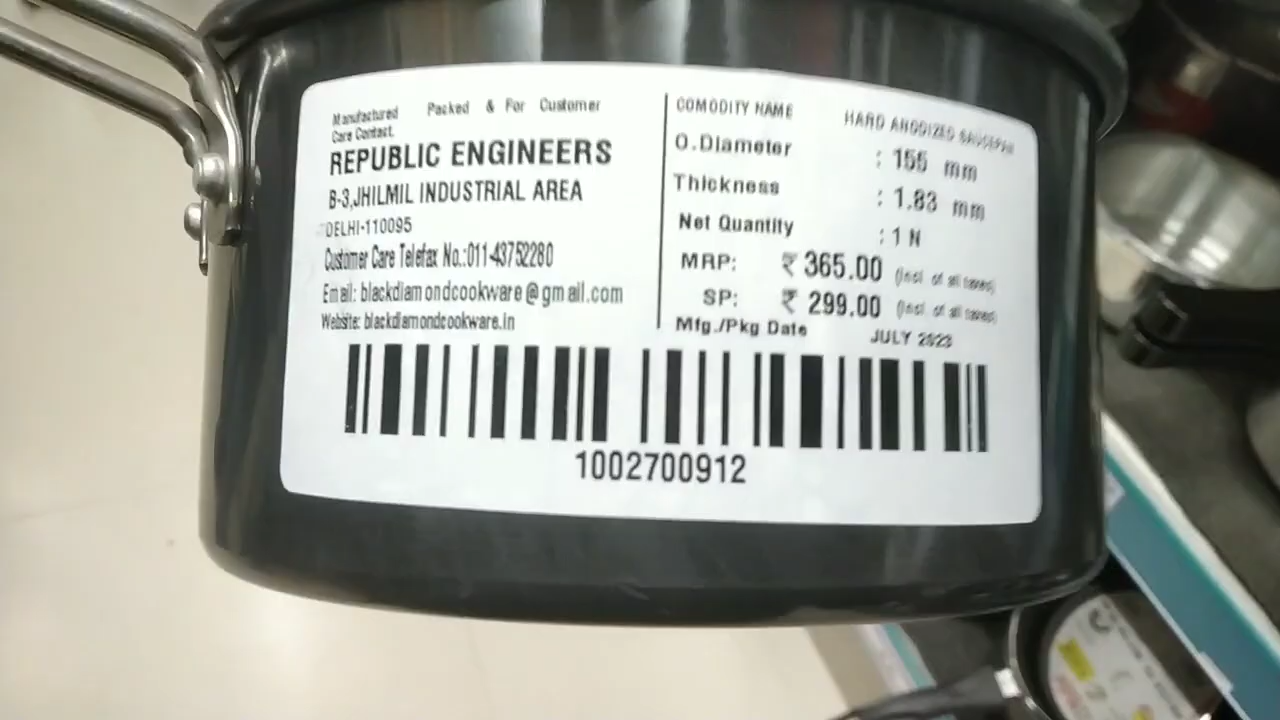 Manufactured Packed & For Customer
Care Contact.
REPUBLIC ENGINEERS
B-3,JHILMIL INDUSTRIAL AREA
DELHI-110095
Customer Care Telefax No.:011-43752280
Email: blackdiamondcookware@gmail.com
Website: blackdiamondcookware.in
COMODITY NAME HARD ANODIZED SAUCEPAN
O.Diameter : 155 mm
Thickness : 1.83 mm
Net Quantity : 1 N
MRP: ₹ 365.00 (Incl. of all taxes)
SP: ₹ 299.00 (Incl. of all taxes)
Mfg./Pkg Date JULY 2023
1002700912